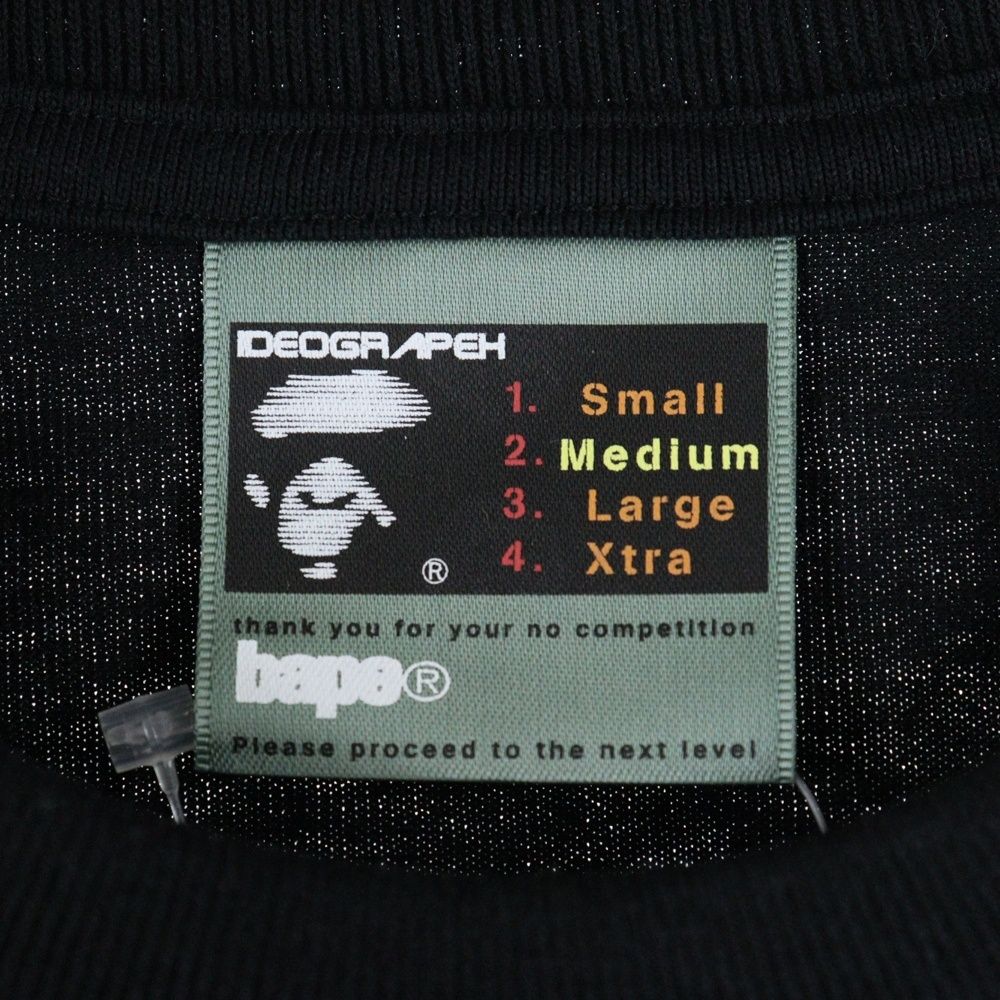 IDEOGRAPEH
1. Small
2. Medium
3. Large
4. Xtra
®
thank you for your no competition
bape®
Please proceed to the next level